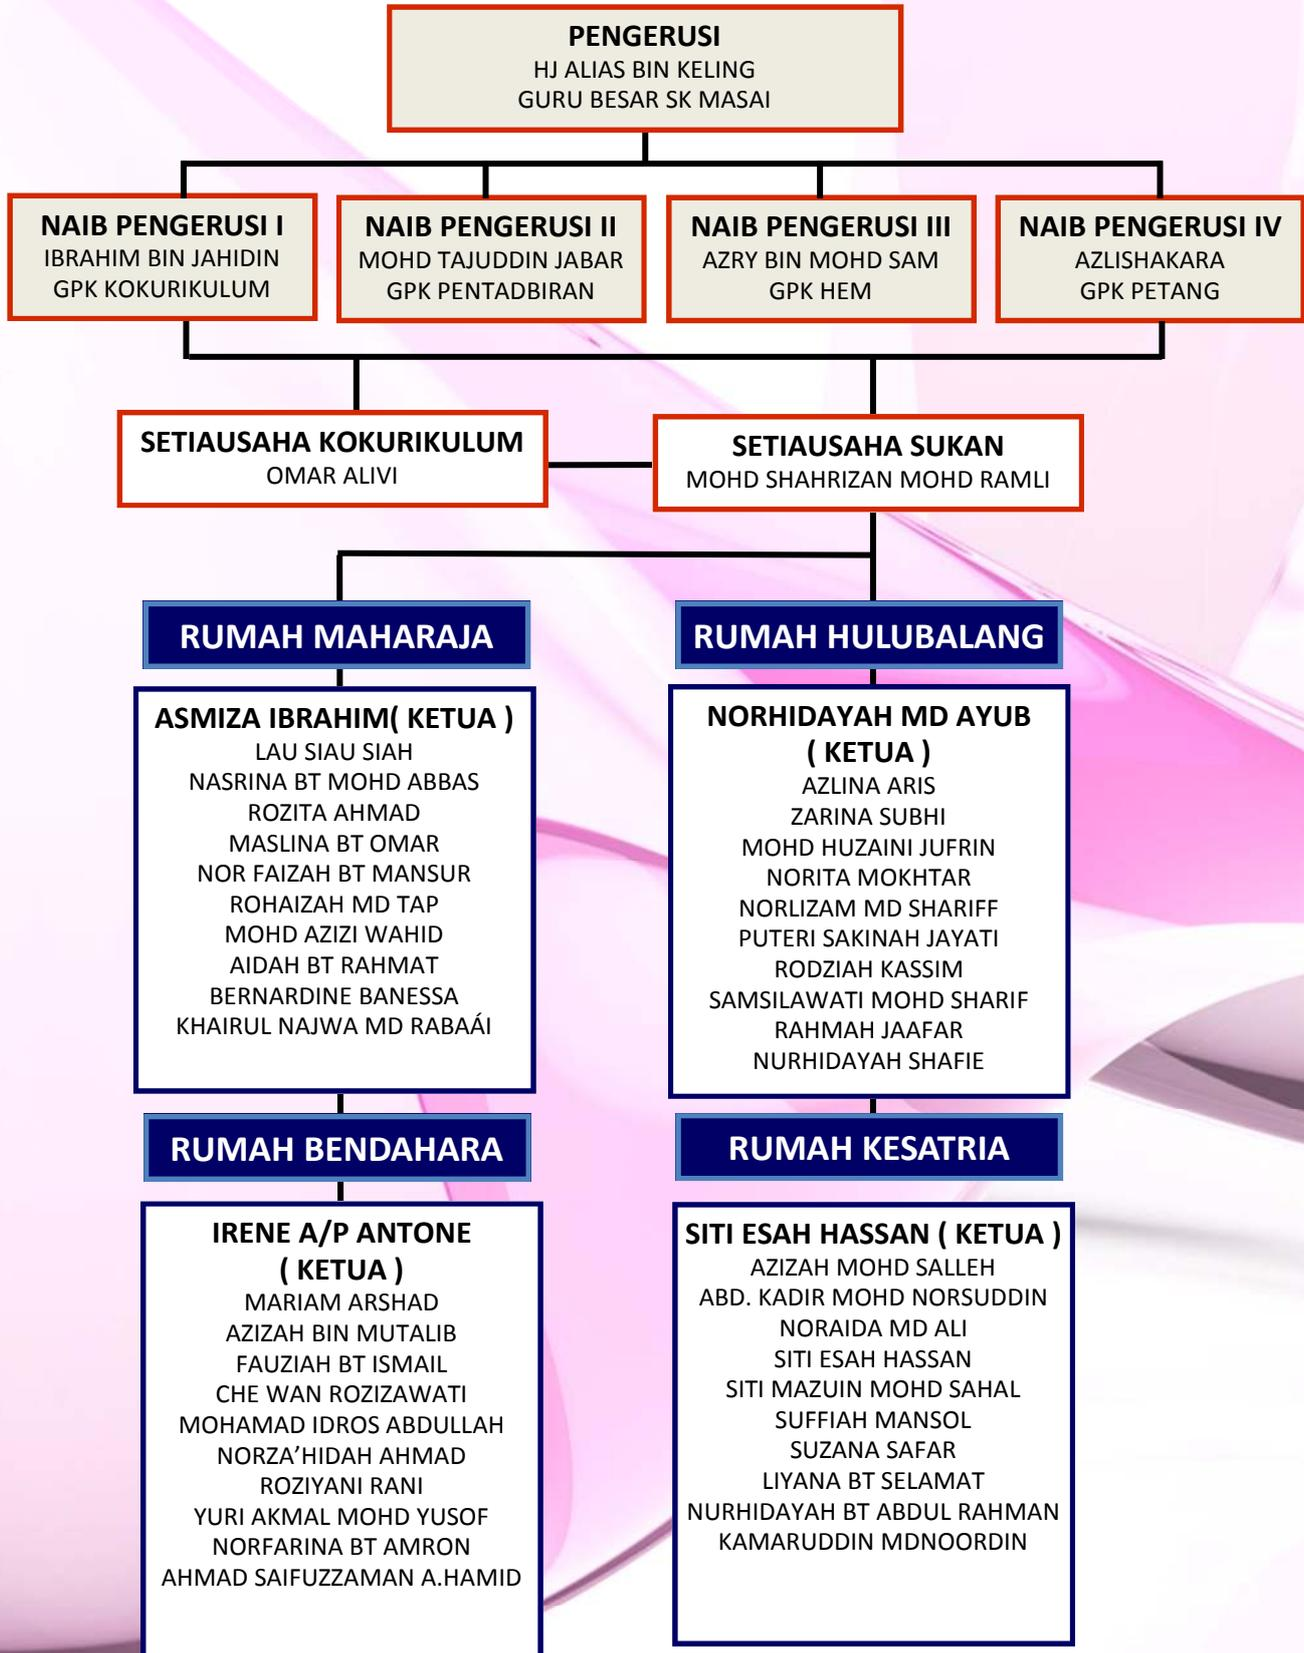 PENGERUSI
HJ ALIAS BIN KELING
GURU BESAR SK MASAI
NAIB PENGERUSI I
IBRAHIM BIN JAHIDIN
GPK KOKURIKULUM
NAIB PENGERUSI II
MOHD TAJUDDIN JABAR
GPK PENTADBIRAN
NAIB PENGERUSI III
AZRY BIN MOHD SAM
GPK HEM
NAIB PENGERUSI IV
AZLISHAKARA
GPK PETANG
SETIAUSAHA KOKURIKULUM
OMAR ALIVI
SETIAUSAHA SUKAN
MOHD SHAHRIZAN MOHD RAMLI
RUMAH MAHARAJA
ASMIZA IBRAHIM( KETUA )
LAU SIAU SIAH
NASRINA BT MOHD ABBAS
ROZITA AHMAD
MASLINA BT OMAR
NOR FAIZAH BT MANSUR
ROHAIZAH MD TAP
MOHD AZIZI WAHID
AIDAH BT RAHMAT
BERNARDINE BANESSA
KHAIRUL NAJWA MD RABAÁI
RUMAH HULUBALANG
NORHIDAYAH MD AYUB
( KETUA )
AZLINA ARIS
ZARINA SUBHI
MOHD HUZAINI JUFRIN
NORITA MOKHTAR
NORLIZAM MD SHARIFF
PUTERI SAKINAH JAYATI
RODZIAH KASSIM
SAMSILAWATI MOHD SHARIF
RAHMAH JAAFAR
NURHIDAYAH SHAFIE
RUMAH BENDAHARA
IRENE A/P ANTONE
( KETUA )
MARIAM ARSHAD
AZIZAH BIN MUTALIB
FAUZIAH BT ISMAIL
CHE WAN ROZIZAWATI
MOHAMAD IDROS ABDULLAH
NORZA’HIDAH AHMAD
ROZIYANI RANI
YURI AKMAL MOHD YUSOF
NORFARINA BT AMRON
AHMAD SAIFUZZAMAN A.HAMID
RUMAH KESATRIA
SITI ESAH HASSAN ( KETUA )
AZIZAH MOHD SALLEH
ABD. KADIR MOHD NORSUDDIN
NORAIDA MD ALI
SITI ESAH HASSAN
SITI MAZUIN MOHD SAHAL
SUFFIAH MANSOL
SUZANA SAFAR
LIYANA BT SELAMAT
NURHIDAYAH BT ABDUL RAHMAN
KAMARUDDIN MDNOORDIN